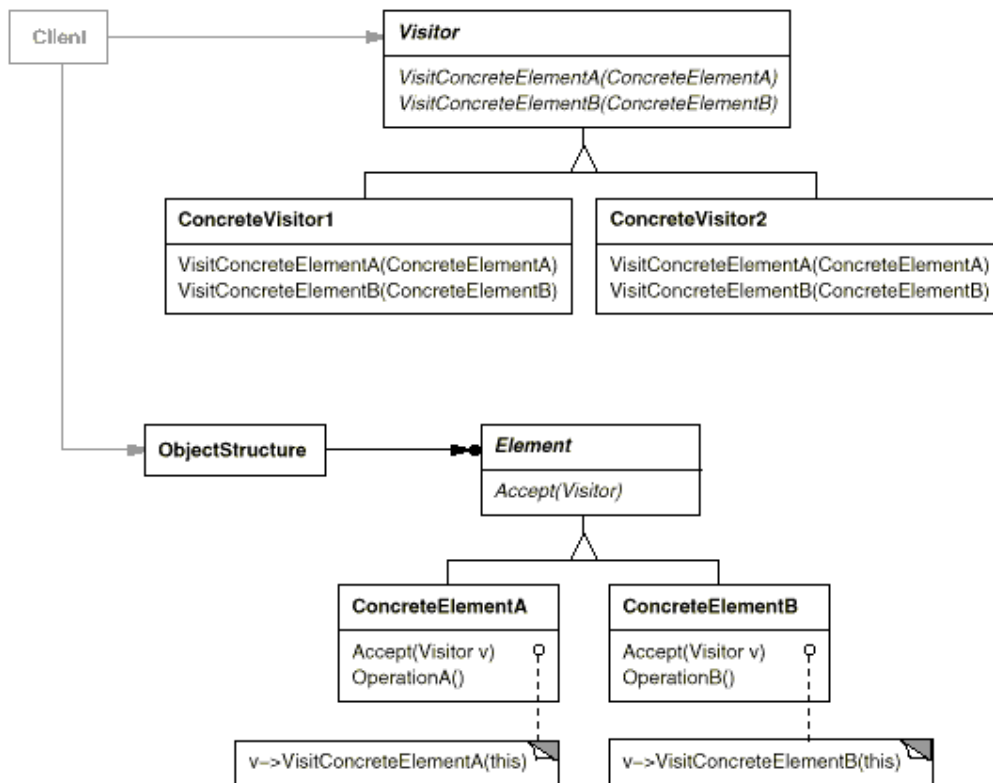 Client
Visitor
VisitConcreteElementA(ConcreteElementA)
VisitConcreteElementB(ConcreteElementB)
ConcreteVisitor1
VisitConcreteElementA(ConcreteElementA)
VisitConcreteElementB(ConcreteElementB)
ConcreteVisitor2
VisitConcreteElementA(ConcreteElementA)
VisitConcreteElementB(ConcreteElementB)
ObjectStructure
Element
Accept(Visitor)
ConcreteElementA
Accept(Visitor v)
OperationA()
ConcreteElementB
Accept(Visitor v)
OperationB()
v−>VisitConcreteElementA(this)
v−>VisitConcreteElementB(this)